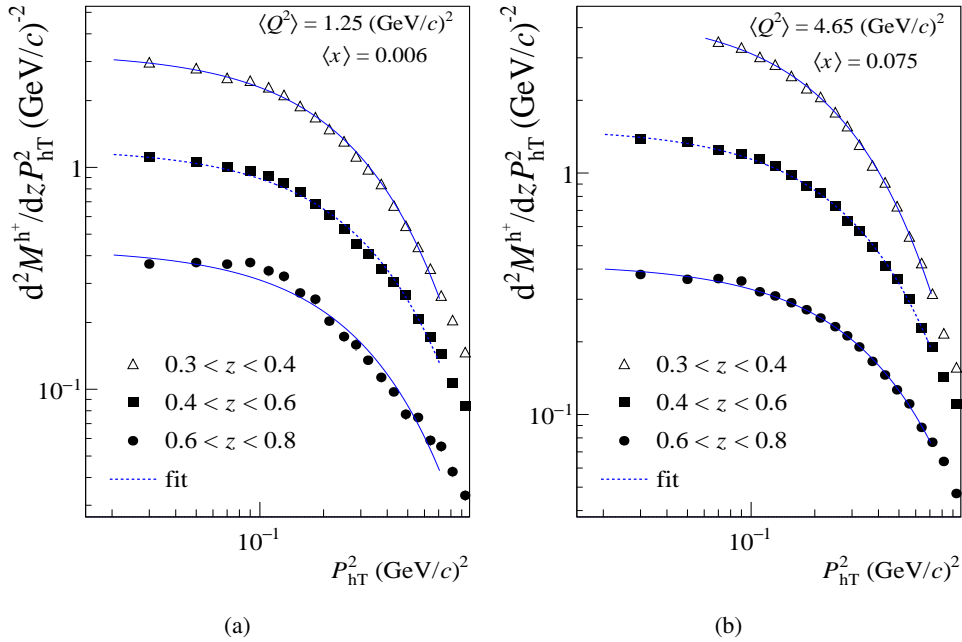 d²M^{h⁺}/dzP²_{hT} (GeV/c)⁻²
⟨Q²⟩ = 1.25 (GeV/c)²
⟨x⟩ = 0.006
1
10⁻¹
0.3 < z < 0.4
0.4 < z < 0.6
0.6 < z < 0.8
fit
10⁻¹
P²_{hT} (GeV/c)²
(a)
d²M^{h⁺}/dzP²_{hT} (GeV/c)⁻²
⟨Q²⟩ = 4.65 (GeV/c)²
⟨x⟩ = 0.075
1
10⁻¹
0.3 < z < 0.4
0.4 < z < 0.6
0.6 < z < 0.8
fit
10⁻¹
P²_{hT} (GeV/c)²
(b)